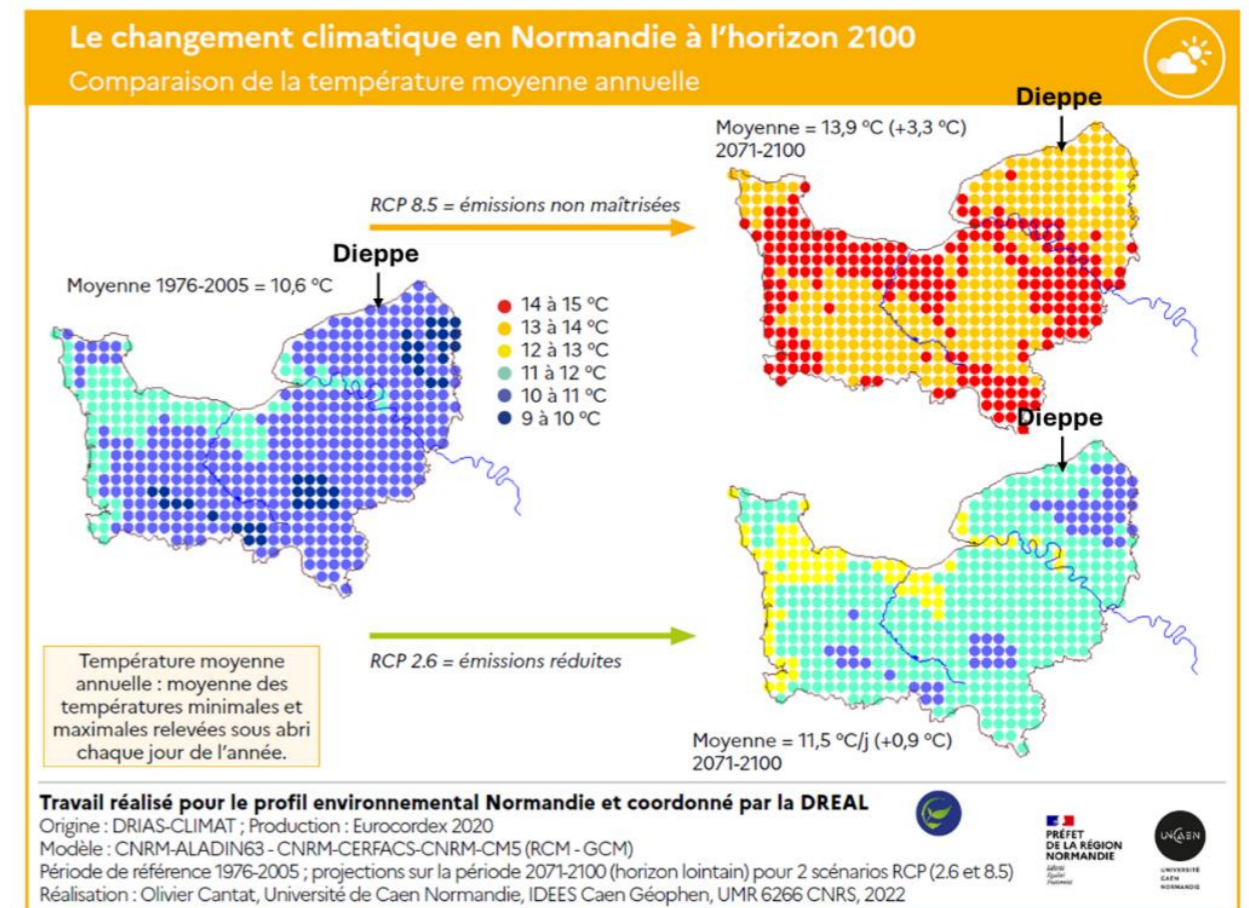 Le changement climatique en Normandie à l'horizon 2100
Comparaison de la température moyenne annuelle
Dieppe
Moyenne = 13,9 °C (+3,3 °C)
2071-2100
RCP 8.5 = émissions non maîtrisées
Dieppe
Moyenne 1976-2005 = 10,6 °C
14 à 15 °C
13 à 14 °C
12 à 13 °C
11 à 12 °C
10 à 11 °C
9 à 10 °C
Dieppe
RCP 2.6 = émissions réduites
Température moyenne
annuelle : moyenne des
températures minimales et
maximales relevées sous abri
chaque jour de l'année.
Moyenne = 11,5 °C/j (+0,9 °C)
2071-2100
Travail réalisé pour le profil environnemental Normandie et coordonné par la DREAL
Origine : DRIAS-CLIMAT ; Production : Eurocordex 2020
Modèle : CNRM-ALADIN63 - CNRM-CERFACS-CNRM-CM5 (RCM - GCM)
Période de référence 1976-2005 ; projections sur la période 2071-2100 (horizon lointain) pour 2 scénarios RCP (2.6 et 8.5)
Réalisation : Olivier Cantat, Université de Caen Normandie, IDEES Caen Géophen, UMR 6266 CNRS, 2022
PRÉFET
DE LA RÉGION
NORMANDIE
Liberté
Égalité
Fraternité
UNICAEN
UNIVERSITÉ
CAEN
NORMANDIE